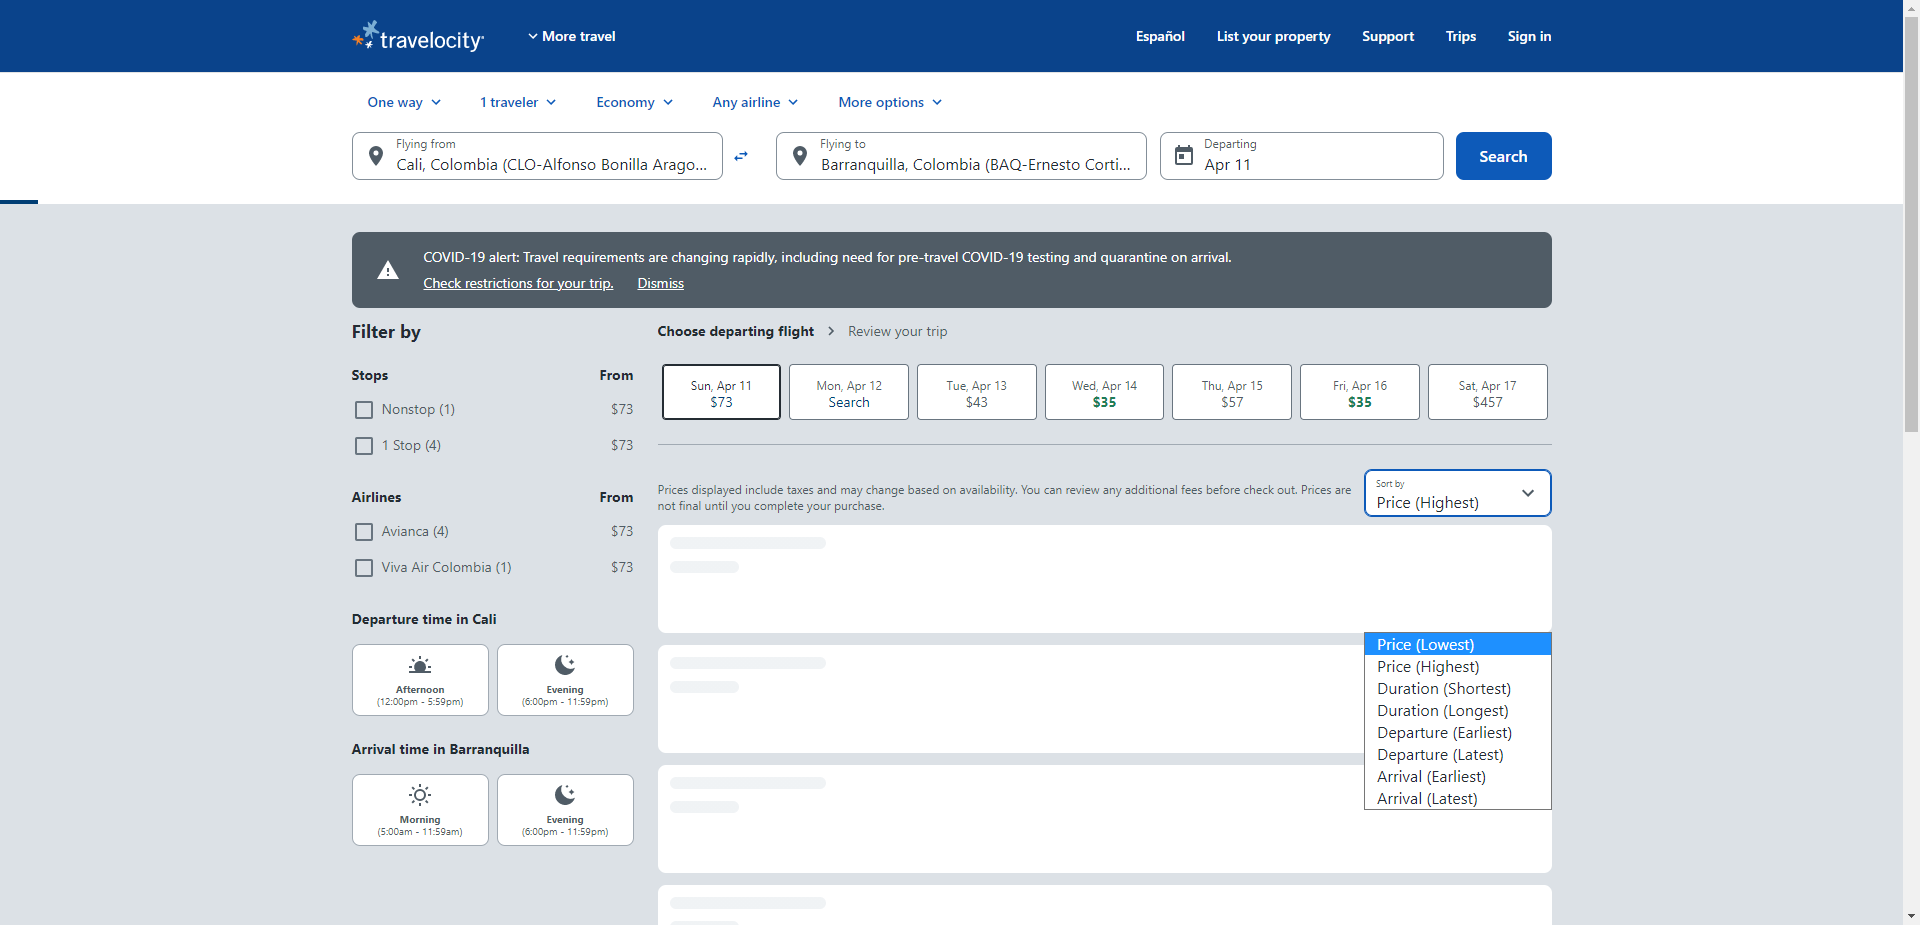 travelocity
More travel
Español
List your property
Support
Trips
Sign in
One way
1 traveler
Economy
Any airline
More options
Flying from
Cali, Colombia (CLO-Alfonso Bonilla Arago...
Flying to
Barranquilla, Colombia (BAQ-Ernesto Corti...
Departing
Apr 11
Search
COVID-19 alert: Travel requirements are changing rapidly, including need for pre-travel COVID-19 testing and quarantine on arrival.
Check restrictions for your trip.
Dismiss
Filter by
Stops From
Nonstop (1) $73
1 Stop (4) $73
Airlines From
Avianca (4) $73
Viva Air Colombia (1) $73
Departure time in Cali
Afternoon
(12:00pm - 5:59pm)
Evening
(6:00pm - 11:59pm)
Arrival time in Barranquilla
Morning
(5:00am - 11:59am)
Evening
(6:00pm - 11:59pm)
Choose departing flight
Review your trip
Sun, Apr 11
$73
Mon, Apr 12
Search
Tue, Apr 13
$43
Wed, Apr 14
$35
Thu, Apr 15
$57
Fri, Apr 16
$35
Sat, Apr 17
$457
Prices displayed include taxes and may change based on availability. You can review any additional fees before check out. Prices are
not final until you complete your purchase.
Sort by
Price (Highest)
Price (Lowest)
Price (Highest)
Duration (Shortest)
Duration (Longest)
Departure (Earliest)
Departure (Latest)
Arrival (Earliest)
Arrival (Latest)